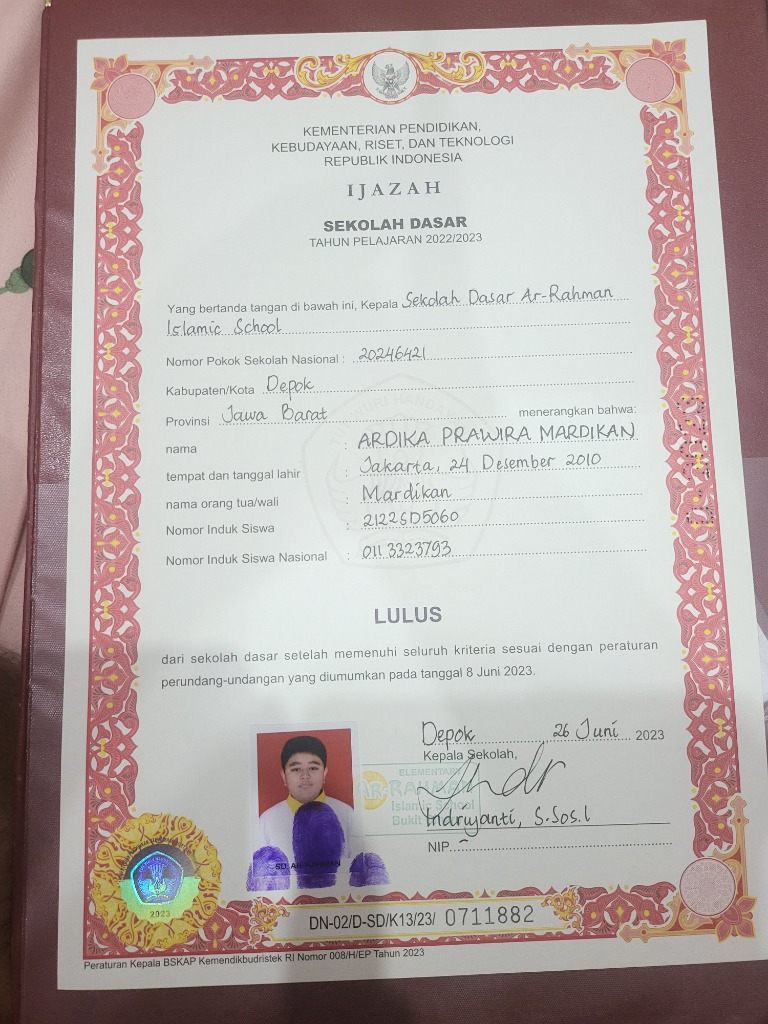 KEMENTERIAN PENDIDIKAN,
KEBUDAYAAN, RISET, DAN TEKNOLOGI
REPUBLIK INDONESIA
IJAZAH
SEKOLAH DASAR
TAHUN PELAJARAN 2022/2023
Yang bertanda tangan di bawah ini, Kepala Sekolah Dasar Ar-Rahman
Islamic School
Nomor Pokok Sekolah Nasional : 20246421
Kabupaten/Kota Depok
Provinsi Jawa Barat menerangkan bahwa:
nama : ARDIKA PRAWIRA MARDIKAN
tempat dan tanggal lahir : Jakarta, 24 Desember 2010
nama orang tua/wali : Mardikan
Nomor Induk Siswa : 2122SD5060
Nomor Induk Siswa Nasional : 0113323793
LULUS
dari sekolah dasar setelah memenuhi seluruh kriteria sesuai dengan peraturan
perundang-undangan yang diumumkan pada tanggal 8 Juni 2023.
Depok 26 Juni 2023
Kepala Sekolah,
ELEMENTARY
AR-RAHMAN
Islamic School
Bukit
Indriyanti, S.Sos.I
NIP. -
2023
DN-02/D-SD/K13/23/ 0711882
Peraturan Kepala BSKAP Kemendikbudristek RI Nomor 008/H/EP Tahun 2023